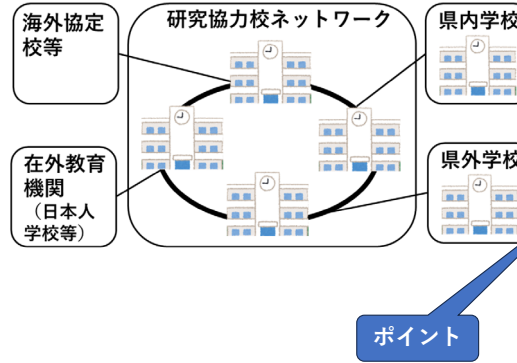 海外協定
校等
研究協力校ネットワーク
県内学校
在外教育
機関
（日本人
学校等）
県外学校
ポイント